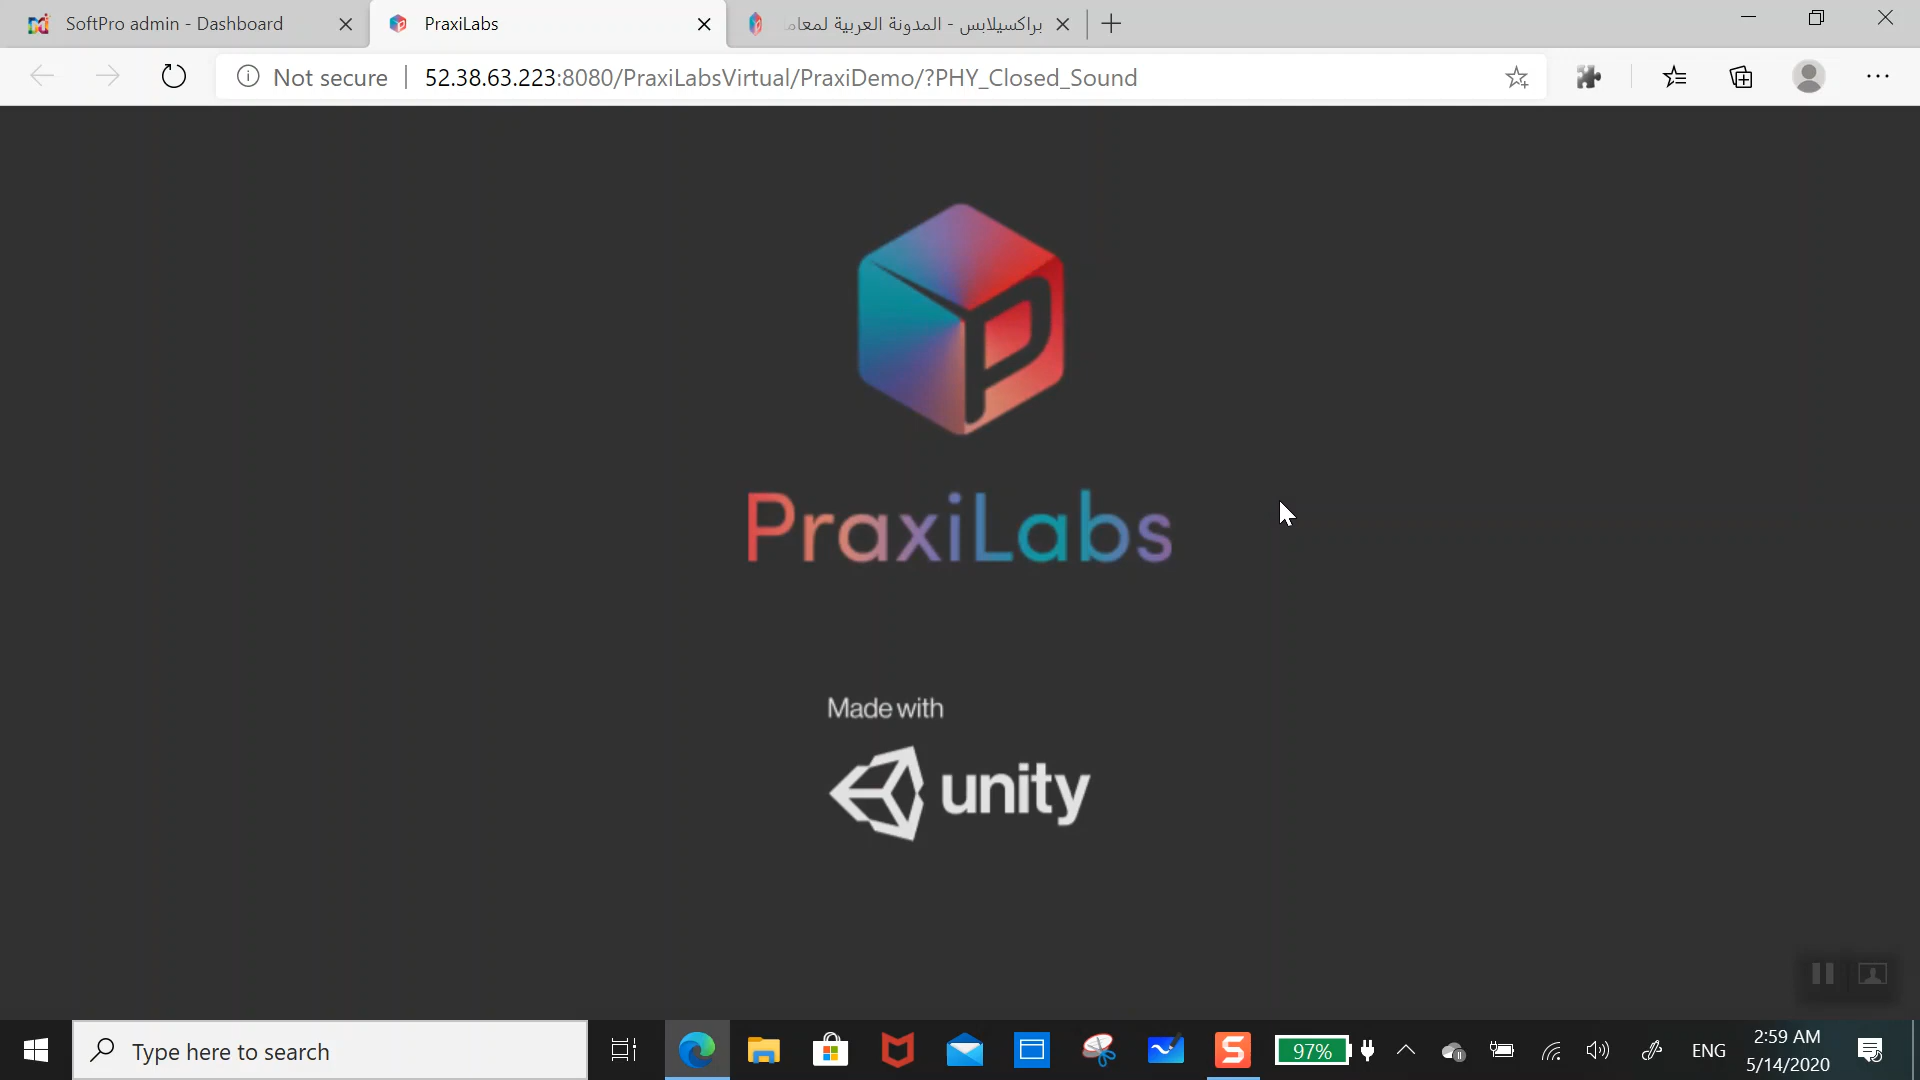 SoftPro admin - Dashboard
PraxiLabs
براكسيلابس - المدونة العربية لمعامل
Not secure
52.38.63.223:8080/PraxiLabsVirtual/PraxiDemo/?PHY_Closed_Sound
PraxiLabs
Made with
unity
Type here to search
97%
ENG
2:59 AM
5/14/2020